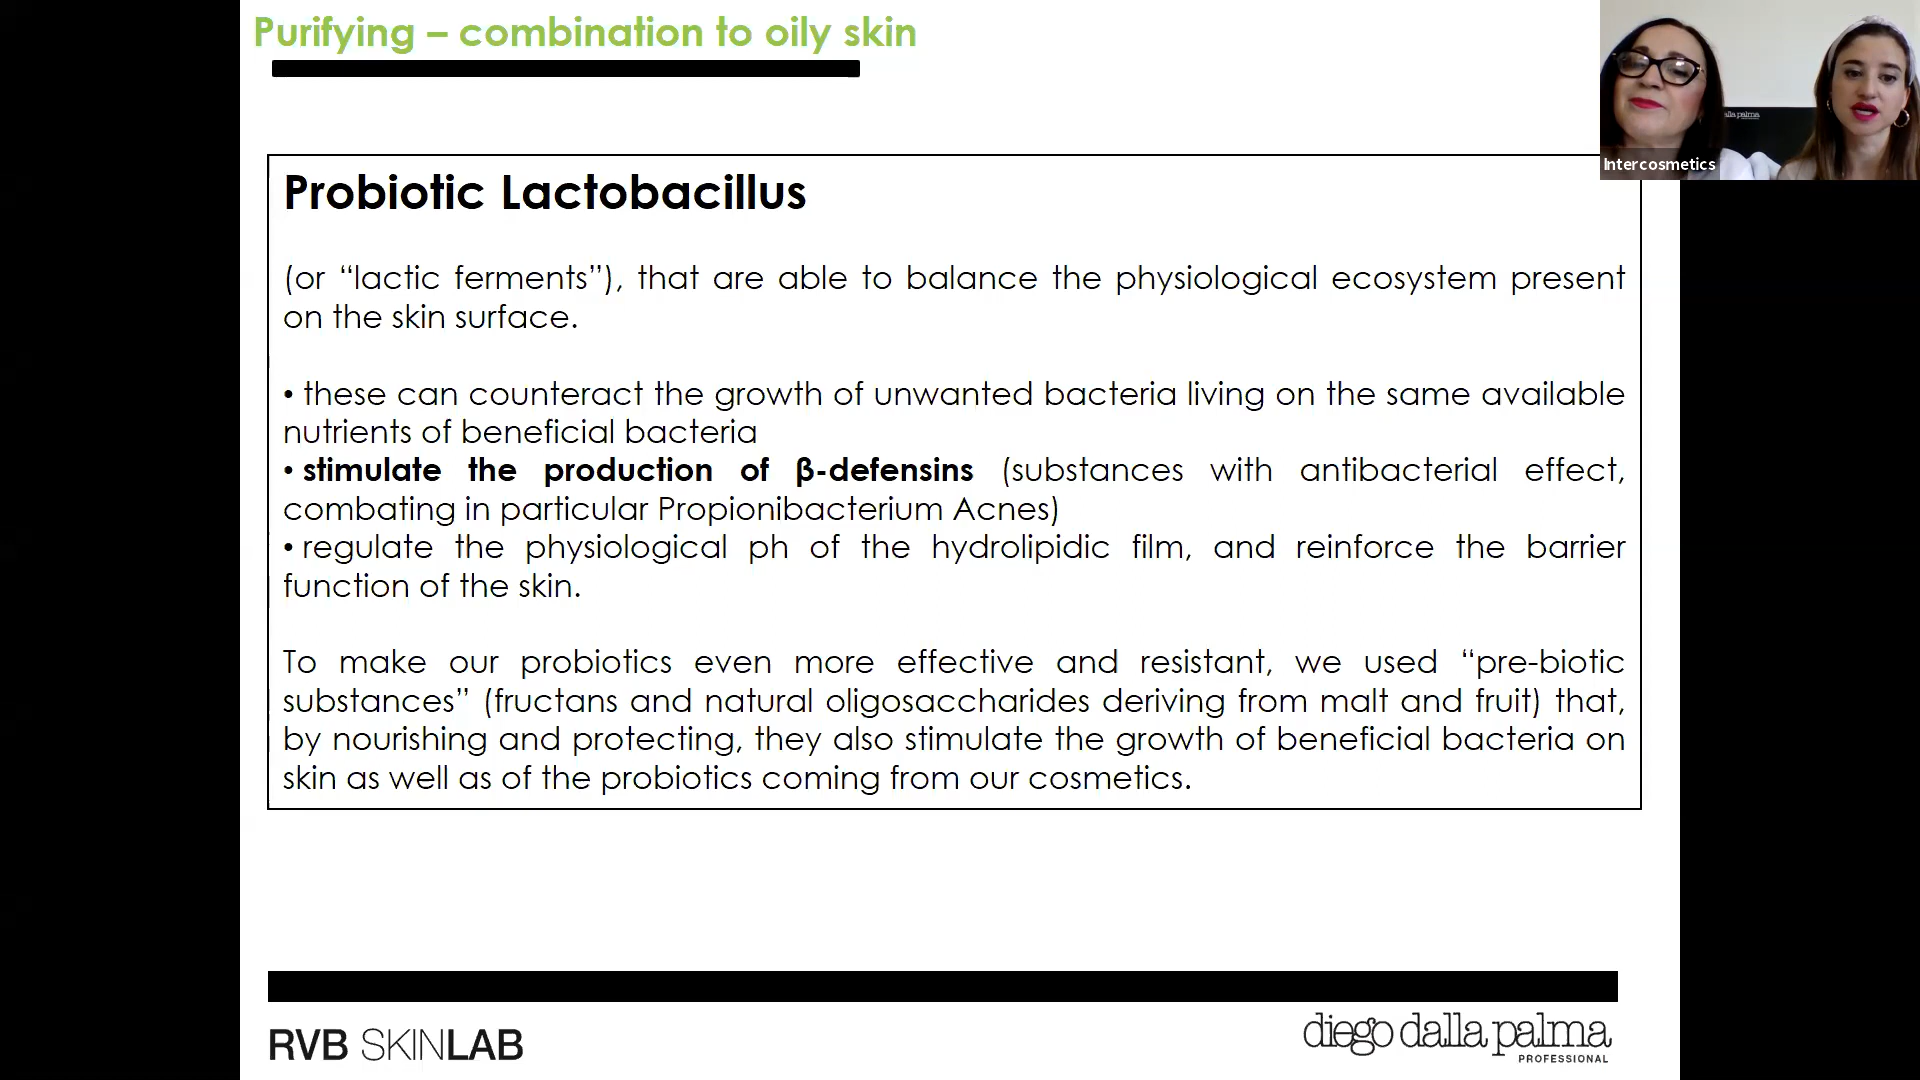 Purifying – combination to oily skin
Intercosmetics
Probiotic Lactobacillus
(or “lactic ferments”), that are able to balance the physiological ecosystem present
on the skin surface.
• these can counteract the growth of unwanted bacteria living on the same available
nutrients of beneficial bacteria
• stimulate the production of β-defensins (substances with antibacterial effect,
combating in particular Propionibacterium Acnes)
• regulate the physiological ph of the hydrolipidic film, and reinforce the barrier
function of the skin.
To make our probiotics even more effective and resistant, we used “pre-biotic
substances” (fructans and natural oligosaccharides deriving from malt and fruit) that,
by nourishing and protecting, they also stimulate the growth of beneficial bacteria on
skin as well as of the probiotics coming from our cosmetics.
RVB SKINLAB
diego dalla palma
PROFESSIONAL